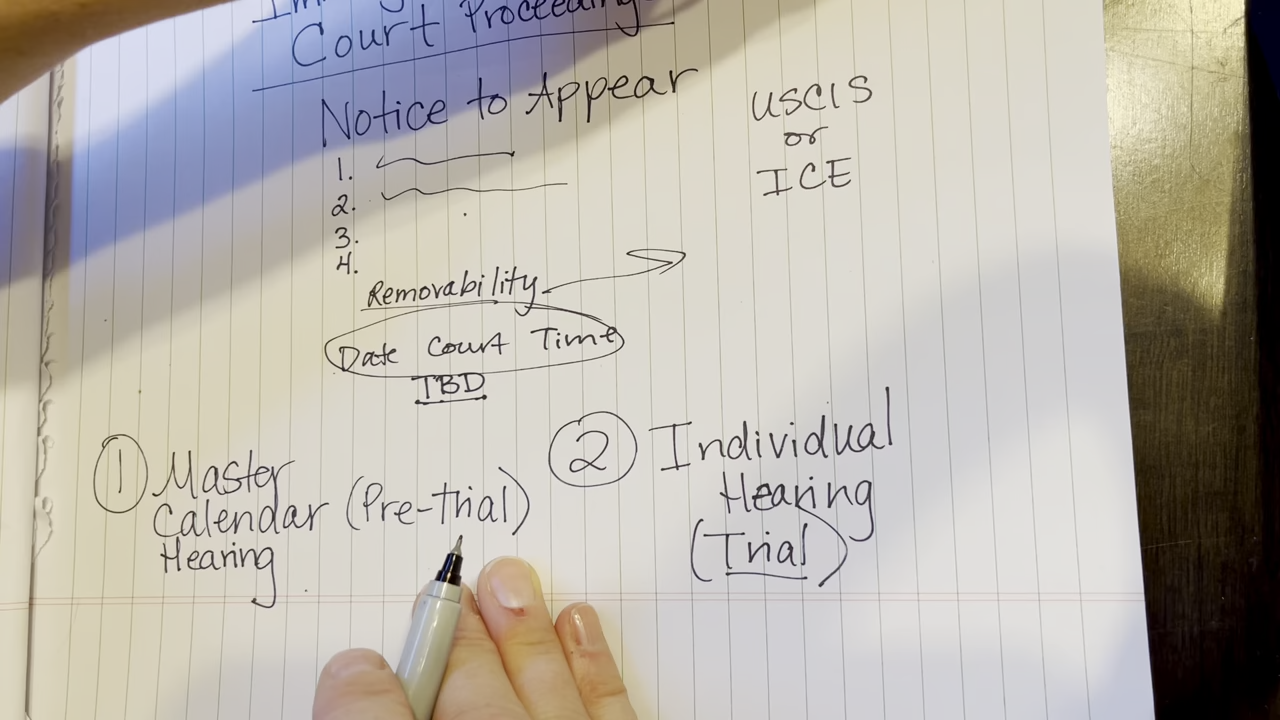 Court Proceeding
Notice to Appear
USCIS
or
ICE
1.
2.
3.
4.
Removability
Date Court Time
TBD
1 Master
Calendar (Pre-trial)
Hearing
2 Individual
Hearing
(Trial)